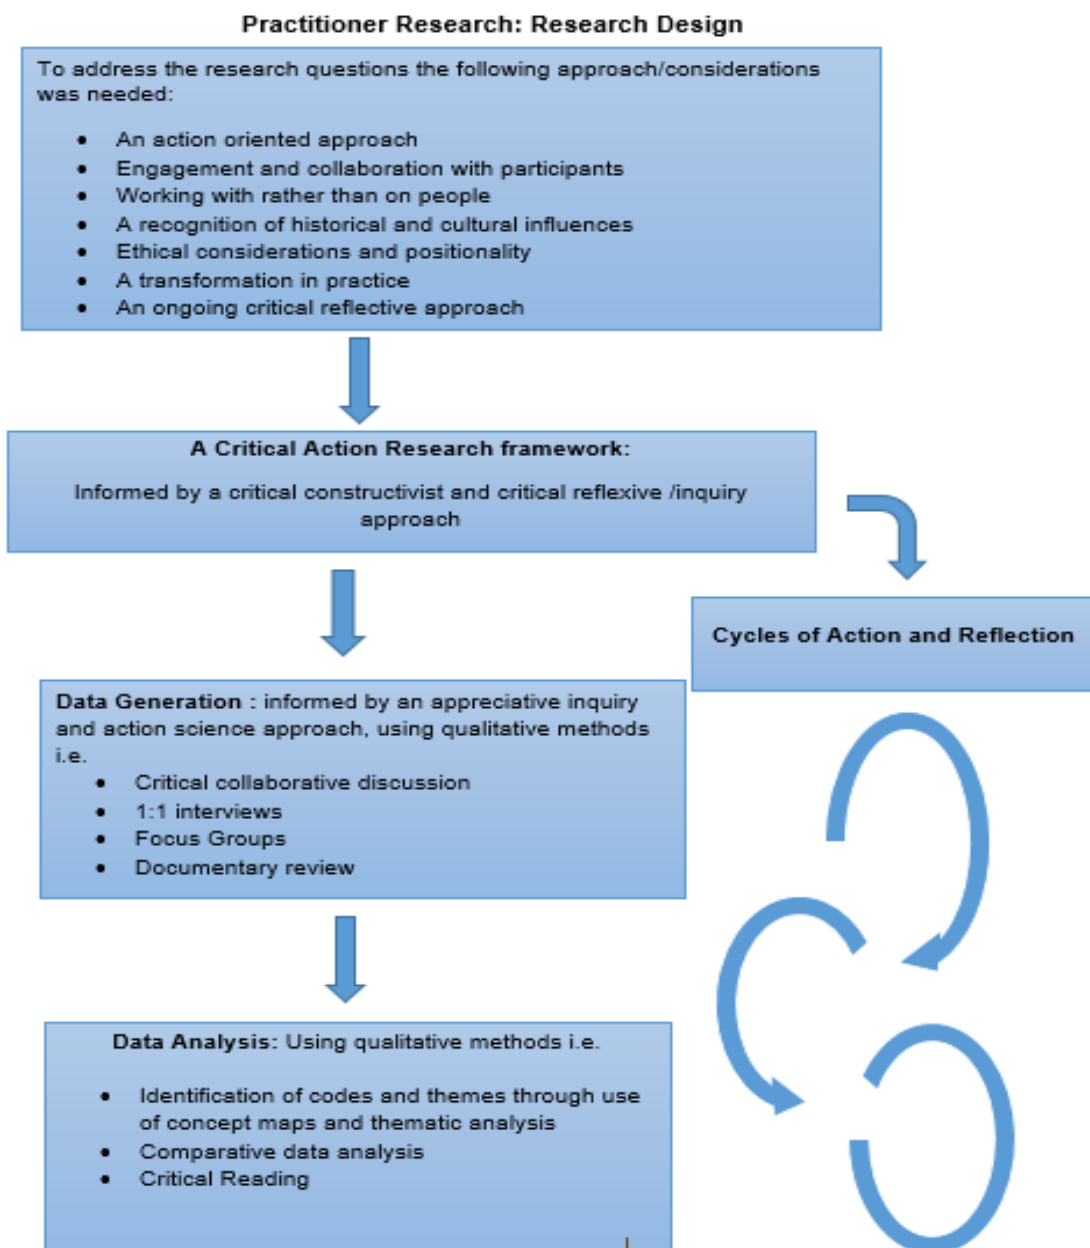 Practitioner Research: Research Design
To address the research questions the following approach/considerations
was needed:
• An action oriented approach
• Engagement and collaboration with participants
• Working with rather than on people
• A recognition of historical and cultural influences
• Ethical considerations and positionality
• A transformation in practice
• An ongoing critical reflective approach
A Critical Action Research framework:
Informed by a critical constructivist and critical reflexive /inquiry
approach
Cycles of Action and Reflection
Data Generation : informed by an appreciative inquiry
and action science approach, using qualitative methods
i.e.
• Critical collaborative discussion
• 1:1 interviews
• Focus Groups
• Documentary review
Data Analysis: Using qualitative methods i.e.
• Identification of codes and themes through use
of concept maps and thematic analysis
• Comparative data analysis
• Critical Reading